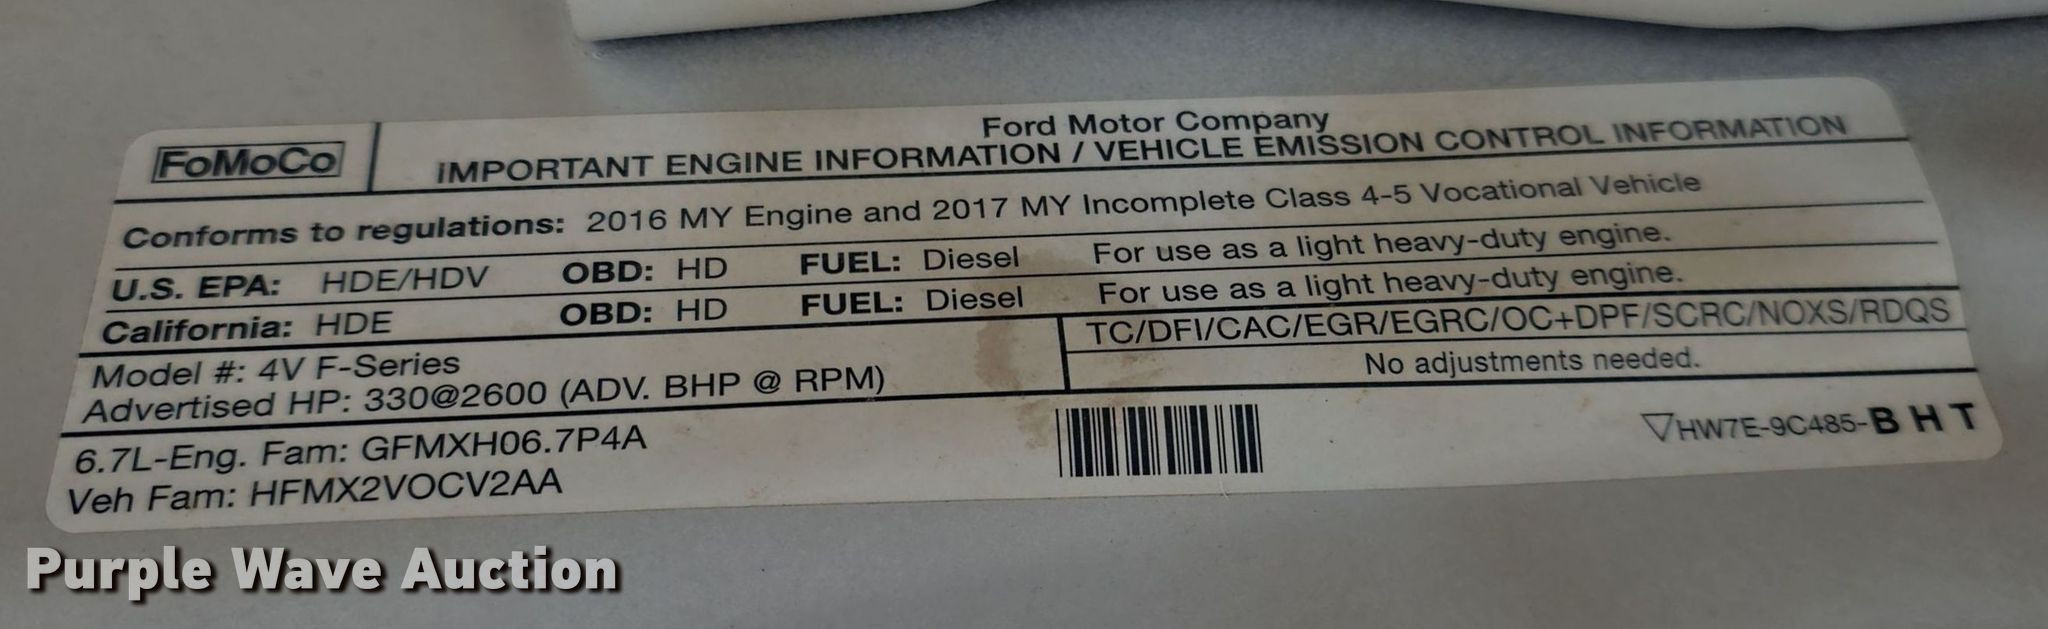 FoMoCo
Ford Motor Company
IMPORTANT ENGINE INFORMATION / VEHICLE EMISSION CONTROL INFORMATION
Conforms to regulations: 2016 MY Engine and 2017 MY Incomplete Class 4-5 Vocational Vehicle
U.S. EPA: HDE/HDV OBD: HD FUEL: Diesel For use as a light heavy-duty engine.
California: HDE OBD: HD FUEL: Diesel For use as a light heavy-duty engine.
Model #: 4V F-Series
Advertised HP: 330@2600 (ADV. BHP @ RPM)
TC/DFI/CAC/EGR/EGRC/OC+DPF/SCRC/NOXS/RDQS
No adjustments needed.
6.7L-Eng. Fam: GFMXH06.7P4A
Veh Fam: HFMX2VOCV2AA
HW7E-9C485-B H T
Purple Wave Auction